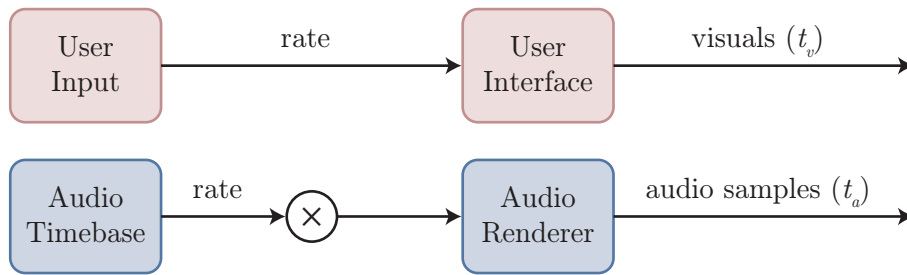 User
Input
rate
User
Interface
visuals (t_v)
Audio
Timebase
rate
×
Audio
Renderer
audio samples (t_a)